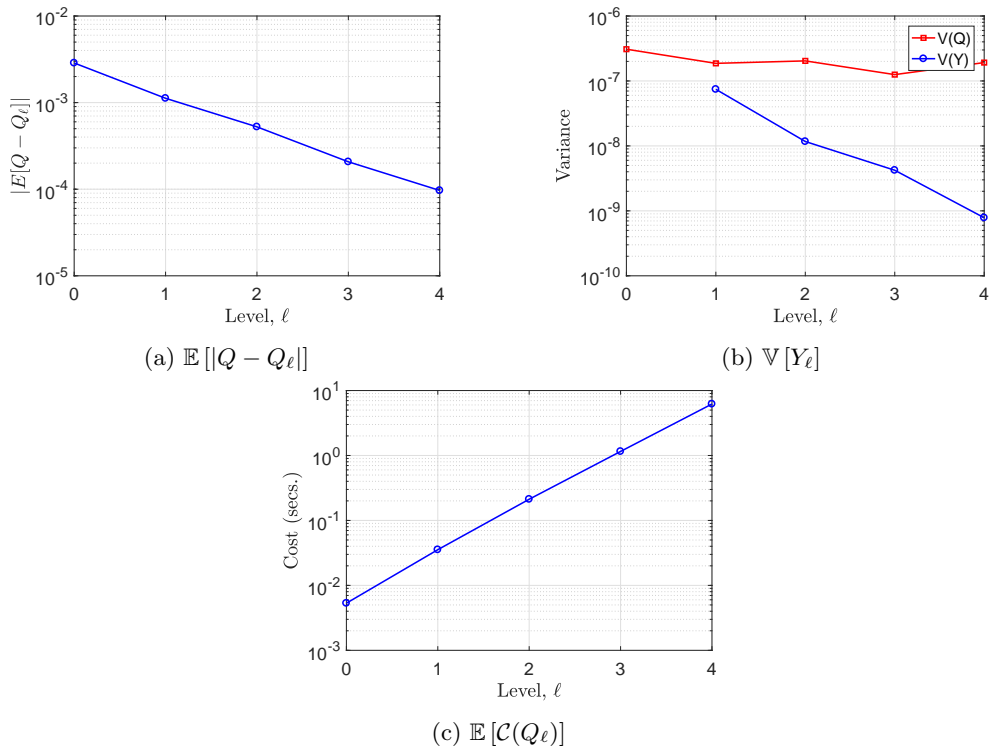 10^{-2}
10^{-3}
10^{-4}
10^{-5}
|E[Q − Q_ℓ]|
0 1 2 3 4
Level, ℓ
(a) 𝔼 [|Q − Q_ℓ|]
10^{-6}
10^{-7}
10^{-8}
10^{-9}
10^{-10}
Variance
V(Q)
V(Y)
0 1 2 3 4
Level, ℓ
(b) 𝕍 [Y_ℓ]
10^{1}
10^{0}
10^{-1}
10^{-2}
10^{-3}
Cost (secs.)
0 1 2 3 4
Level, ℓ
(c) 𝔼 [𝒞(Q_ℓ)]